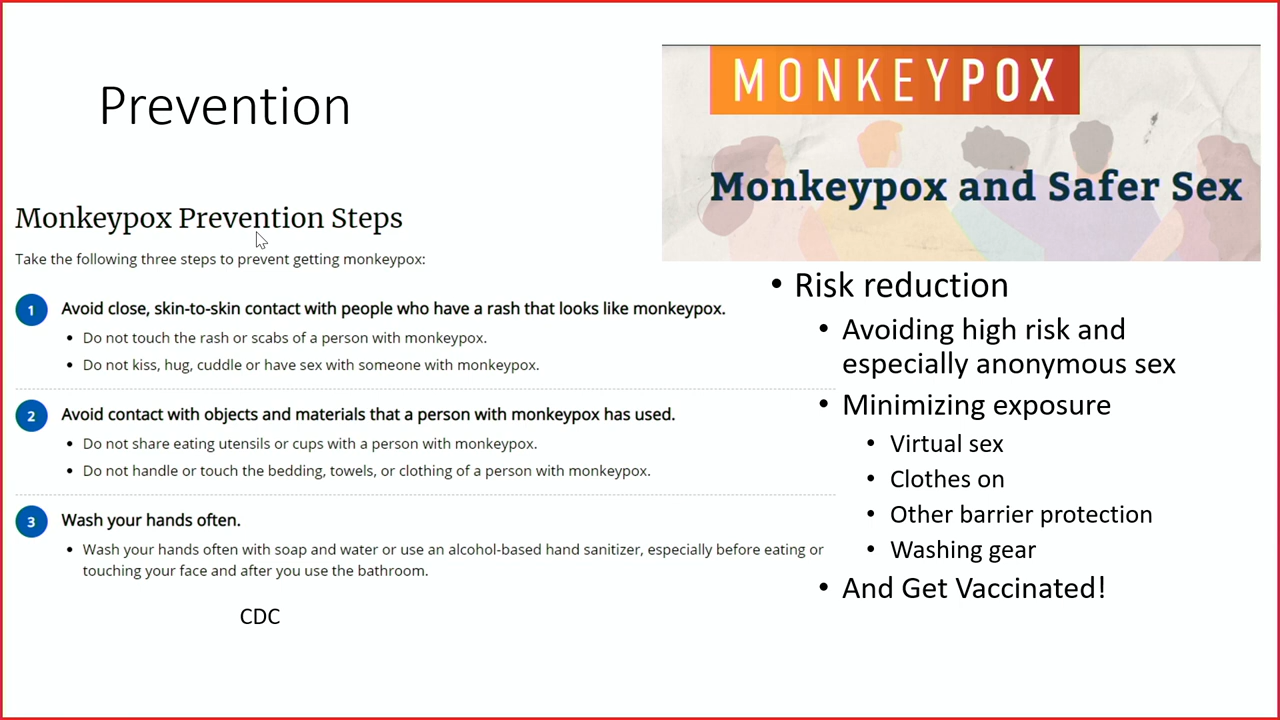 Prevention
Monkeypox Prevention Steps
Take the following three steps to prevent getting monkeypox:
1
Avoid close, skin-to-skin contact with people who have a rash that looks like monkeypox.
• Do not touch the rash or scabs of a person with monkeypox.
• Do not kiss, hug, cuddle or have sex with someone with monkeypox.
2
Avoid contact with objects and materials that a person with monkeypox has used.
• Do not share eating utensils or cups with a person with monkeypox.
• Do not handle or touch the bedding, towels, or clothing of a person with monkeypox.
3
Wash your hands often.
• Wash your hands often with soap and water or use an alcohol-based hand sanitizer, especially before eating or
touching your face and after you use the bathroom.
CDC
MONKEYPOX
Monkeypox and Safer Sex
• Risk reduction
• Avoiding high risk and
especially anonymous sex
• Minimizing exposure
• Virtual sex
• Clothes on
• Other barrier protection
• Washing gear
• And Get Vaccinated!